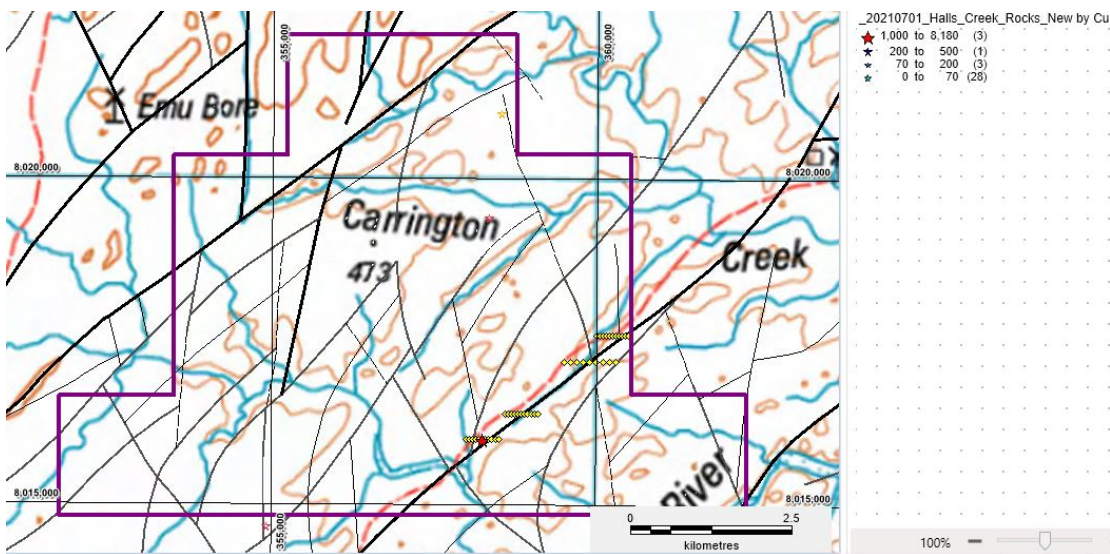 _20210701_Halls_Creek_Rocks_New by Cu
1,000 to 8,180 (3)
200 to 500 (1)
70 to 200 (3)
0 to 70 (28)
355,000
360,000
Emu Bore
8,020,000
8,020,000
Carrington
473
Creek
River
8,015,000
8,015,000
355,000
0 2.5
kilometres
100%